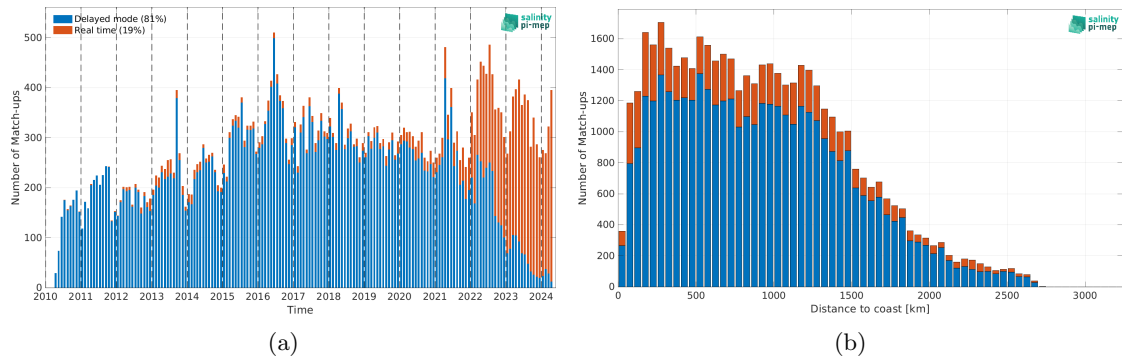 Delayed mode (81%)
Real time (19%)
salinity
pi-mep
Number of Match-ups
500
400
300
200
100
0
2010 2011 2012 2013 2014 2015 2016 2017 2018 2019 2020 2021 2022 2023 2024
Time
(a)
salinity
pi-mep
Number of Match-ups
1600
1400
1200
1000
800
600
400
200
0
0 500 1000 1500 2000 2500 3000
Distance to coast [km]
(b)